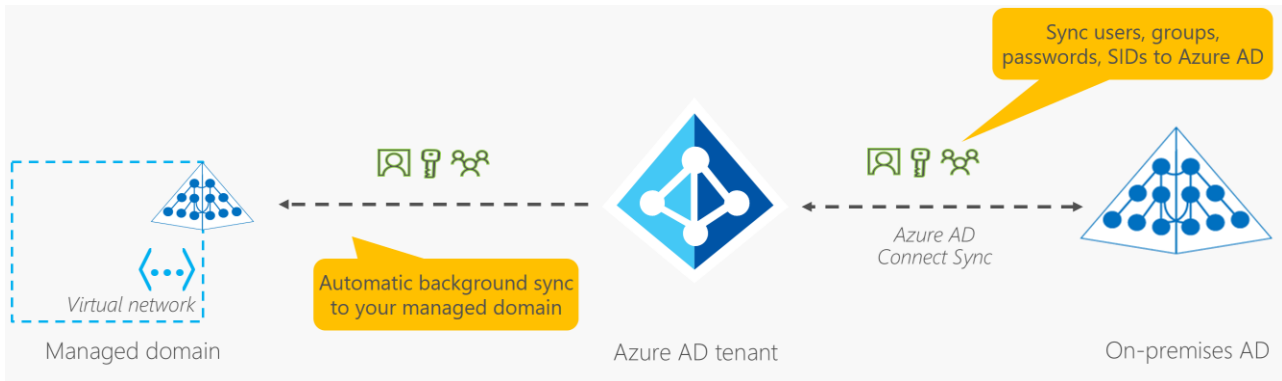 Sync users, groups,
passwords, SIDs to Azure AD
Azure AD
Connect Sync
Automatic background sync
to your managed domain
Virtual network
Managed domain
Azure AD tenant
On-premises AD